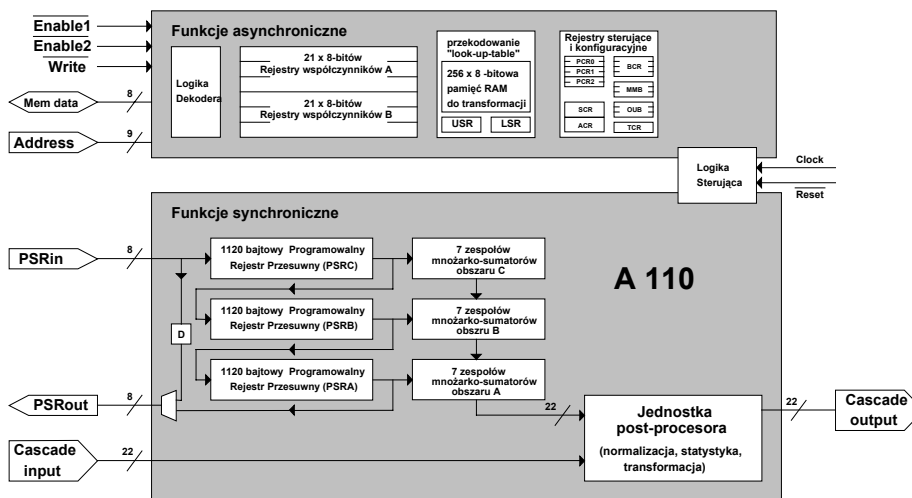 Enable1
Enable2
Write
Mem data
8
Address
9
Funkcje asynchroniczne
Logika
Dekodera
21 x 8-bitów
Rejestry współczynników A
21 x 8-bitów
Rejestry współczynników B
przekodowanie
"look-up-table"
256 x 8 -bitowa
pamięć RAM
do transformacji
USR
LSR
Rejestry sterujące
i konfiguracyjne
PCR0
PCR1
PCR2
BCR
MMB
SCR
OUB
ACR
TCR
Logika
Sterująca
Clock
Reset
Funkcje synchroniczne
PSRin
8
1120 bajtowy Programowalny
Rejestr Przesuwny (PSRC)
7 zespołów
mnożarko-sumatorów
obszaru C
A 110
D
1120 bajtowy Programowalny
Rejestr Przesuwny (PSRB)
7 zespołów
mnożarko-sumatorów
obszru B
1120 bajtowy Programowalny
Rejestr Przesuwny (PSRA)
7 zespołów
mnożarko-sumatorów
obszaru A
PSRout
8
22
Jednostka
post-procesora
(normalizacja, statystyka,
transformacja)
22
Cascade
output
Cascade
input
22